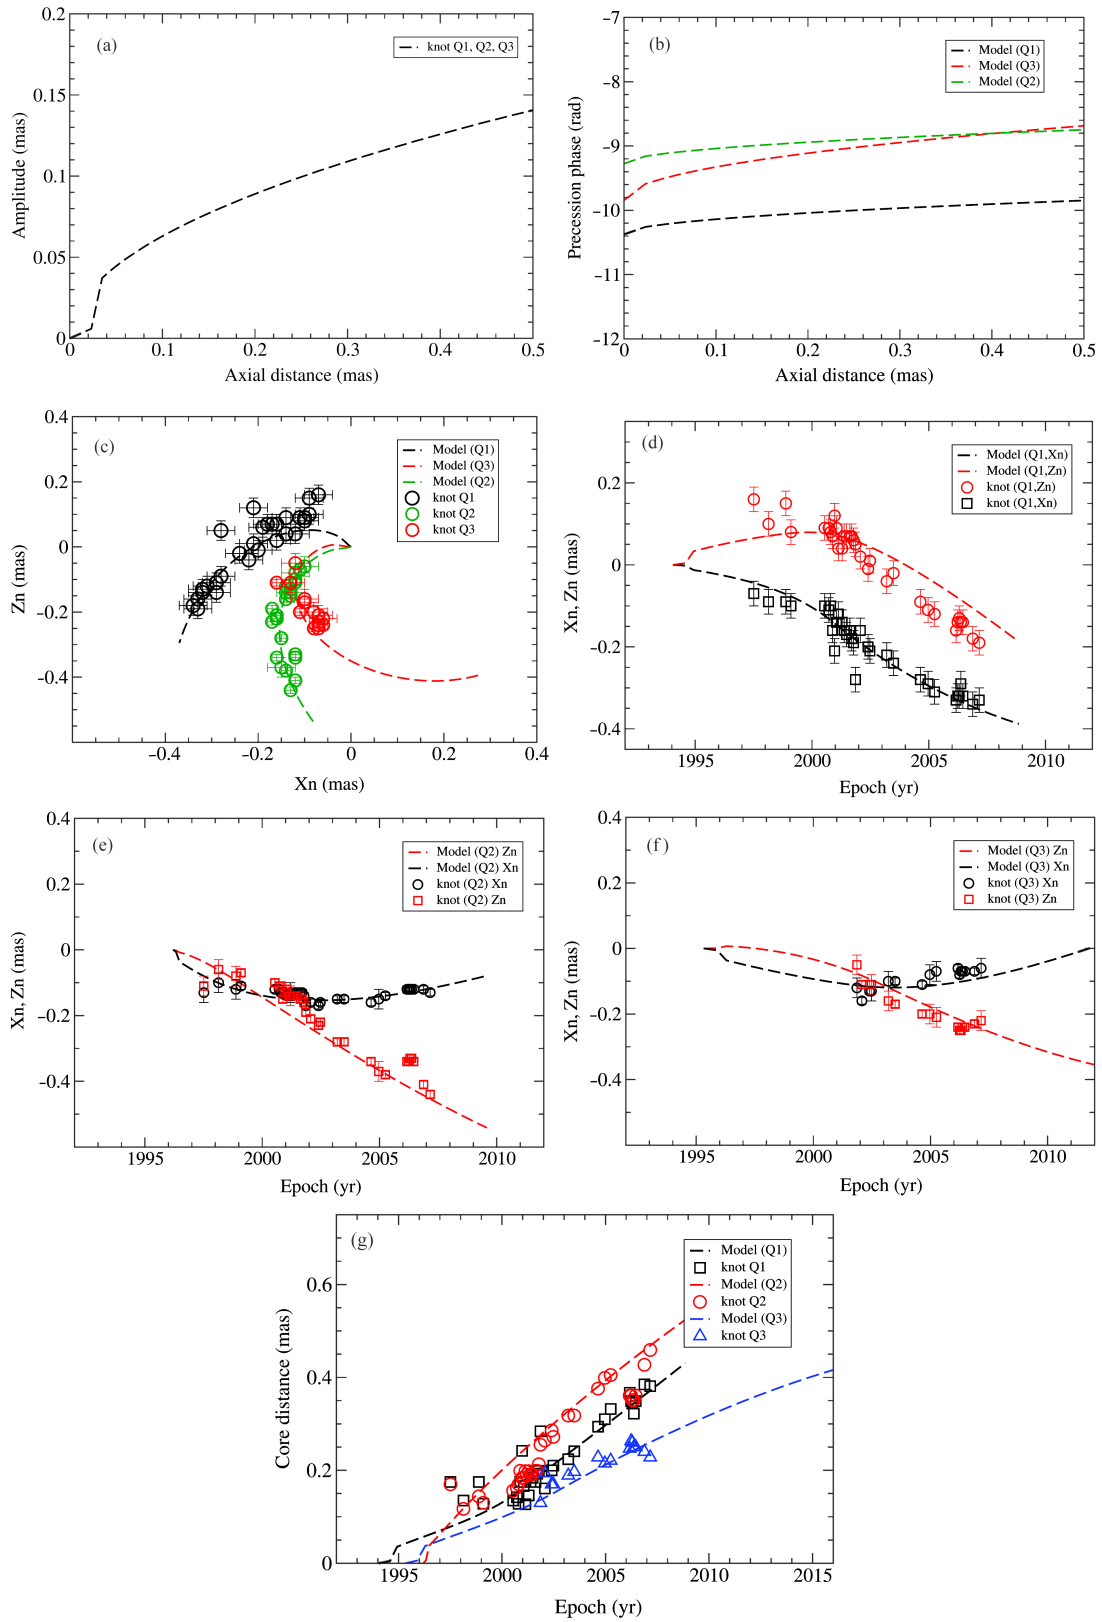 (a)
knot Q1, Q2, Q3
0.2
0.15
0.1
0.05
0
Amplitude (mas)
0 0.1 0.2 0.3 0.4 0.5
Axial distance (mas)
(b)
Model (Q1)
Model (Q3)
Model (Q2)
−7
−8
−9
−10
−11
−12
Precession phase (rad)
0 0.1 0.2 0.3 0.4 0.5
Axial distance (mas)
(c)
Model (Q1)
Model (Q3)
Model (Q2)
knot Q1
knot Q2
knot Q3
0.4
0.2
0
−0.2
−0.4
Zn (mas)
−0.4 −0.2 0 0.2 0.4
Xn (mas)
(d)
Model (Q1,Xn)
Model (Q1,Zn)
knot (Q1,Zn)
knot (Q1,Xn)
0.2
0
−0.2
−0.4
Xn, Zn (mas)
1995 2000 2005 2010
Epoch (yr)
(e)
Model (Q2) Zn
Model (Q2) Xn
knot (Q2) Xn
knot (Q2) Zn
0.4
0.2
0
−0.2
−0.4
Xn, Zn (mas)
1995 2000 2005 2010
Epoch (yr)
(f)
Model (Q3) Zn
Model (Q3) Xn
knot (Q3) Xn
knot (Q3) Zn
0.4
0.2
0
−0.2
−0.4
Xn, Zn (mas)
1995 2000 2005 2010
Epoch (yr)
(g)
Model (Q1)
knot Q1
Model (Q2)
knot Q2
Model (Q3)
knot Q3
0.6
0.4
0.2
0
Core distance (mas)
1995 2000 2005 2010 2015
Epoch (yr)